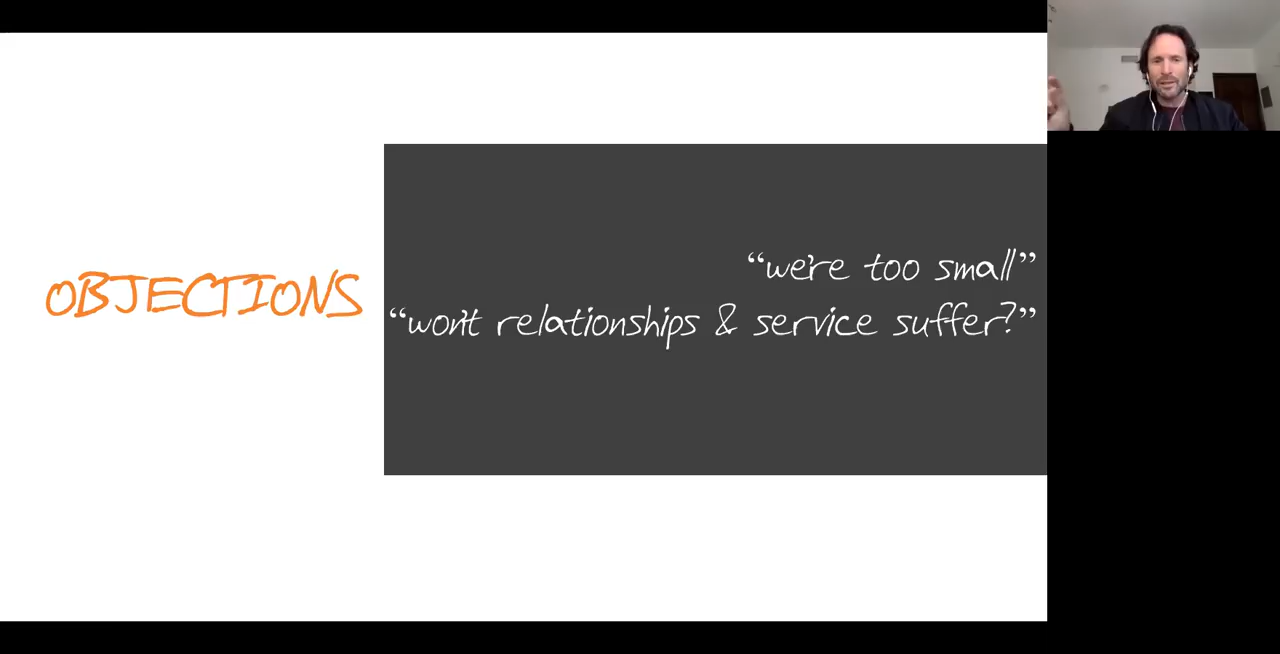 OBJECTIONS
“we're too small”
“won't relationships & service suffer?”